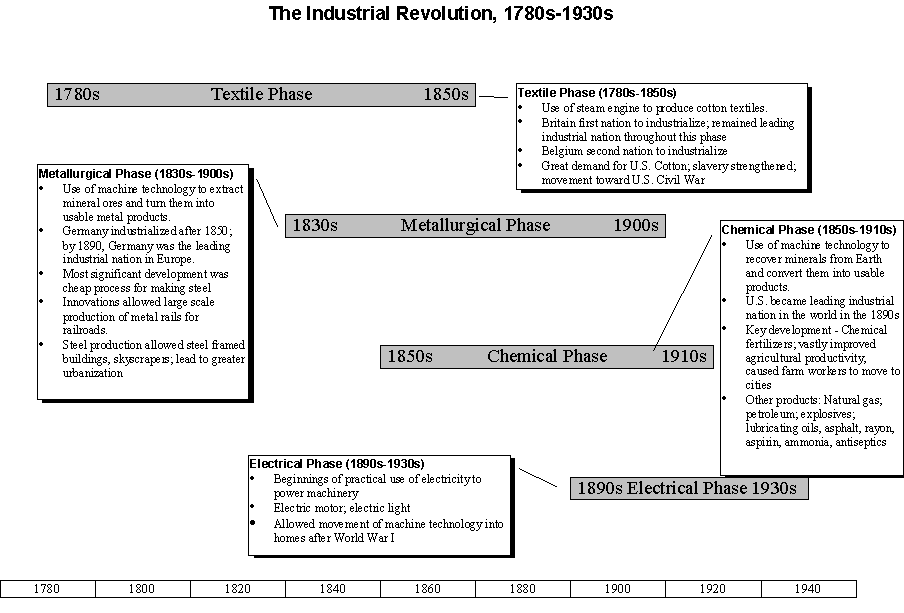 The Industrial Revolution, 1780s-1930s
1780s Textile Phase 1850s
Textile Phase (1780s-1850s)
• Use of steam engine to produce cotton textiles.
• Britain first nation to industrialize; remained leading
industrial nation throughout this phase
• Belgium second nation to industrialize
• Great demand for U.S. Cotton; slavery strengthened;
movement toward U.S. Civil War
Metallurgical Phase (1830s-1900s)
• Use of machine technology to extract
mineral ores and turn them into
usable metal products.
• Germany industrialized after 1850;
by 1890, Germany was the leading
industrial nation in Europe.
• Most significant development was
cheap process for making steel
• Innovations allowed large scale
production of metal rails for
railroads.
• Steel production allowed steel framed
buildings, skyscrapers; lead to greater
urbanization
1830s Metallurgical Phase 1900s
Chemical Phase (1850s-1910s)
• Use of machine technology to
recover minerals from Earth
and convert them into usable
products.
• U.S. became leading industrial
nation in the world in the 1890s
• Key development - Chemical
fertilizers; vastly improved
agricultural productivity;
caused farm workers to move to
cities
• Other products: Natural gas;
petroleum; explosives;
lubricating oils, asphalt, rayon,
aspirin, ammonia, antiseptics
1850s Chemical Phase 1910s
Electrical Phase (1890s-1930s)
• Beginnings of practical use of electricity to
power machinery
• Electric motor; electric light
• Allowed movement of machine technology into
homes after World War I
1890s Electrical Phase 1930s
1780 1800 1820 1840 1860 1880 1900 1920 1940